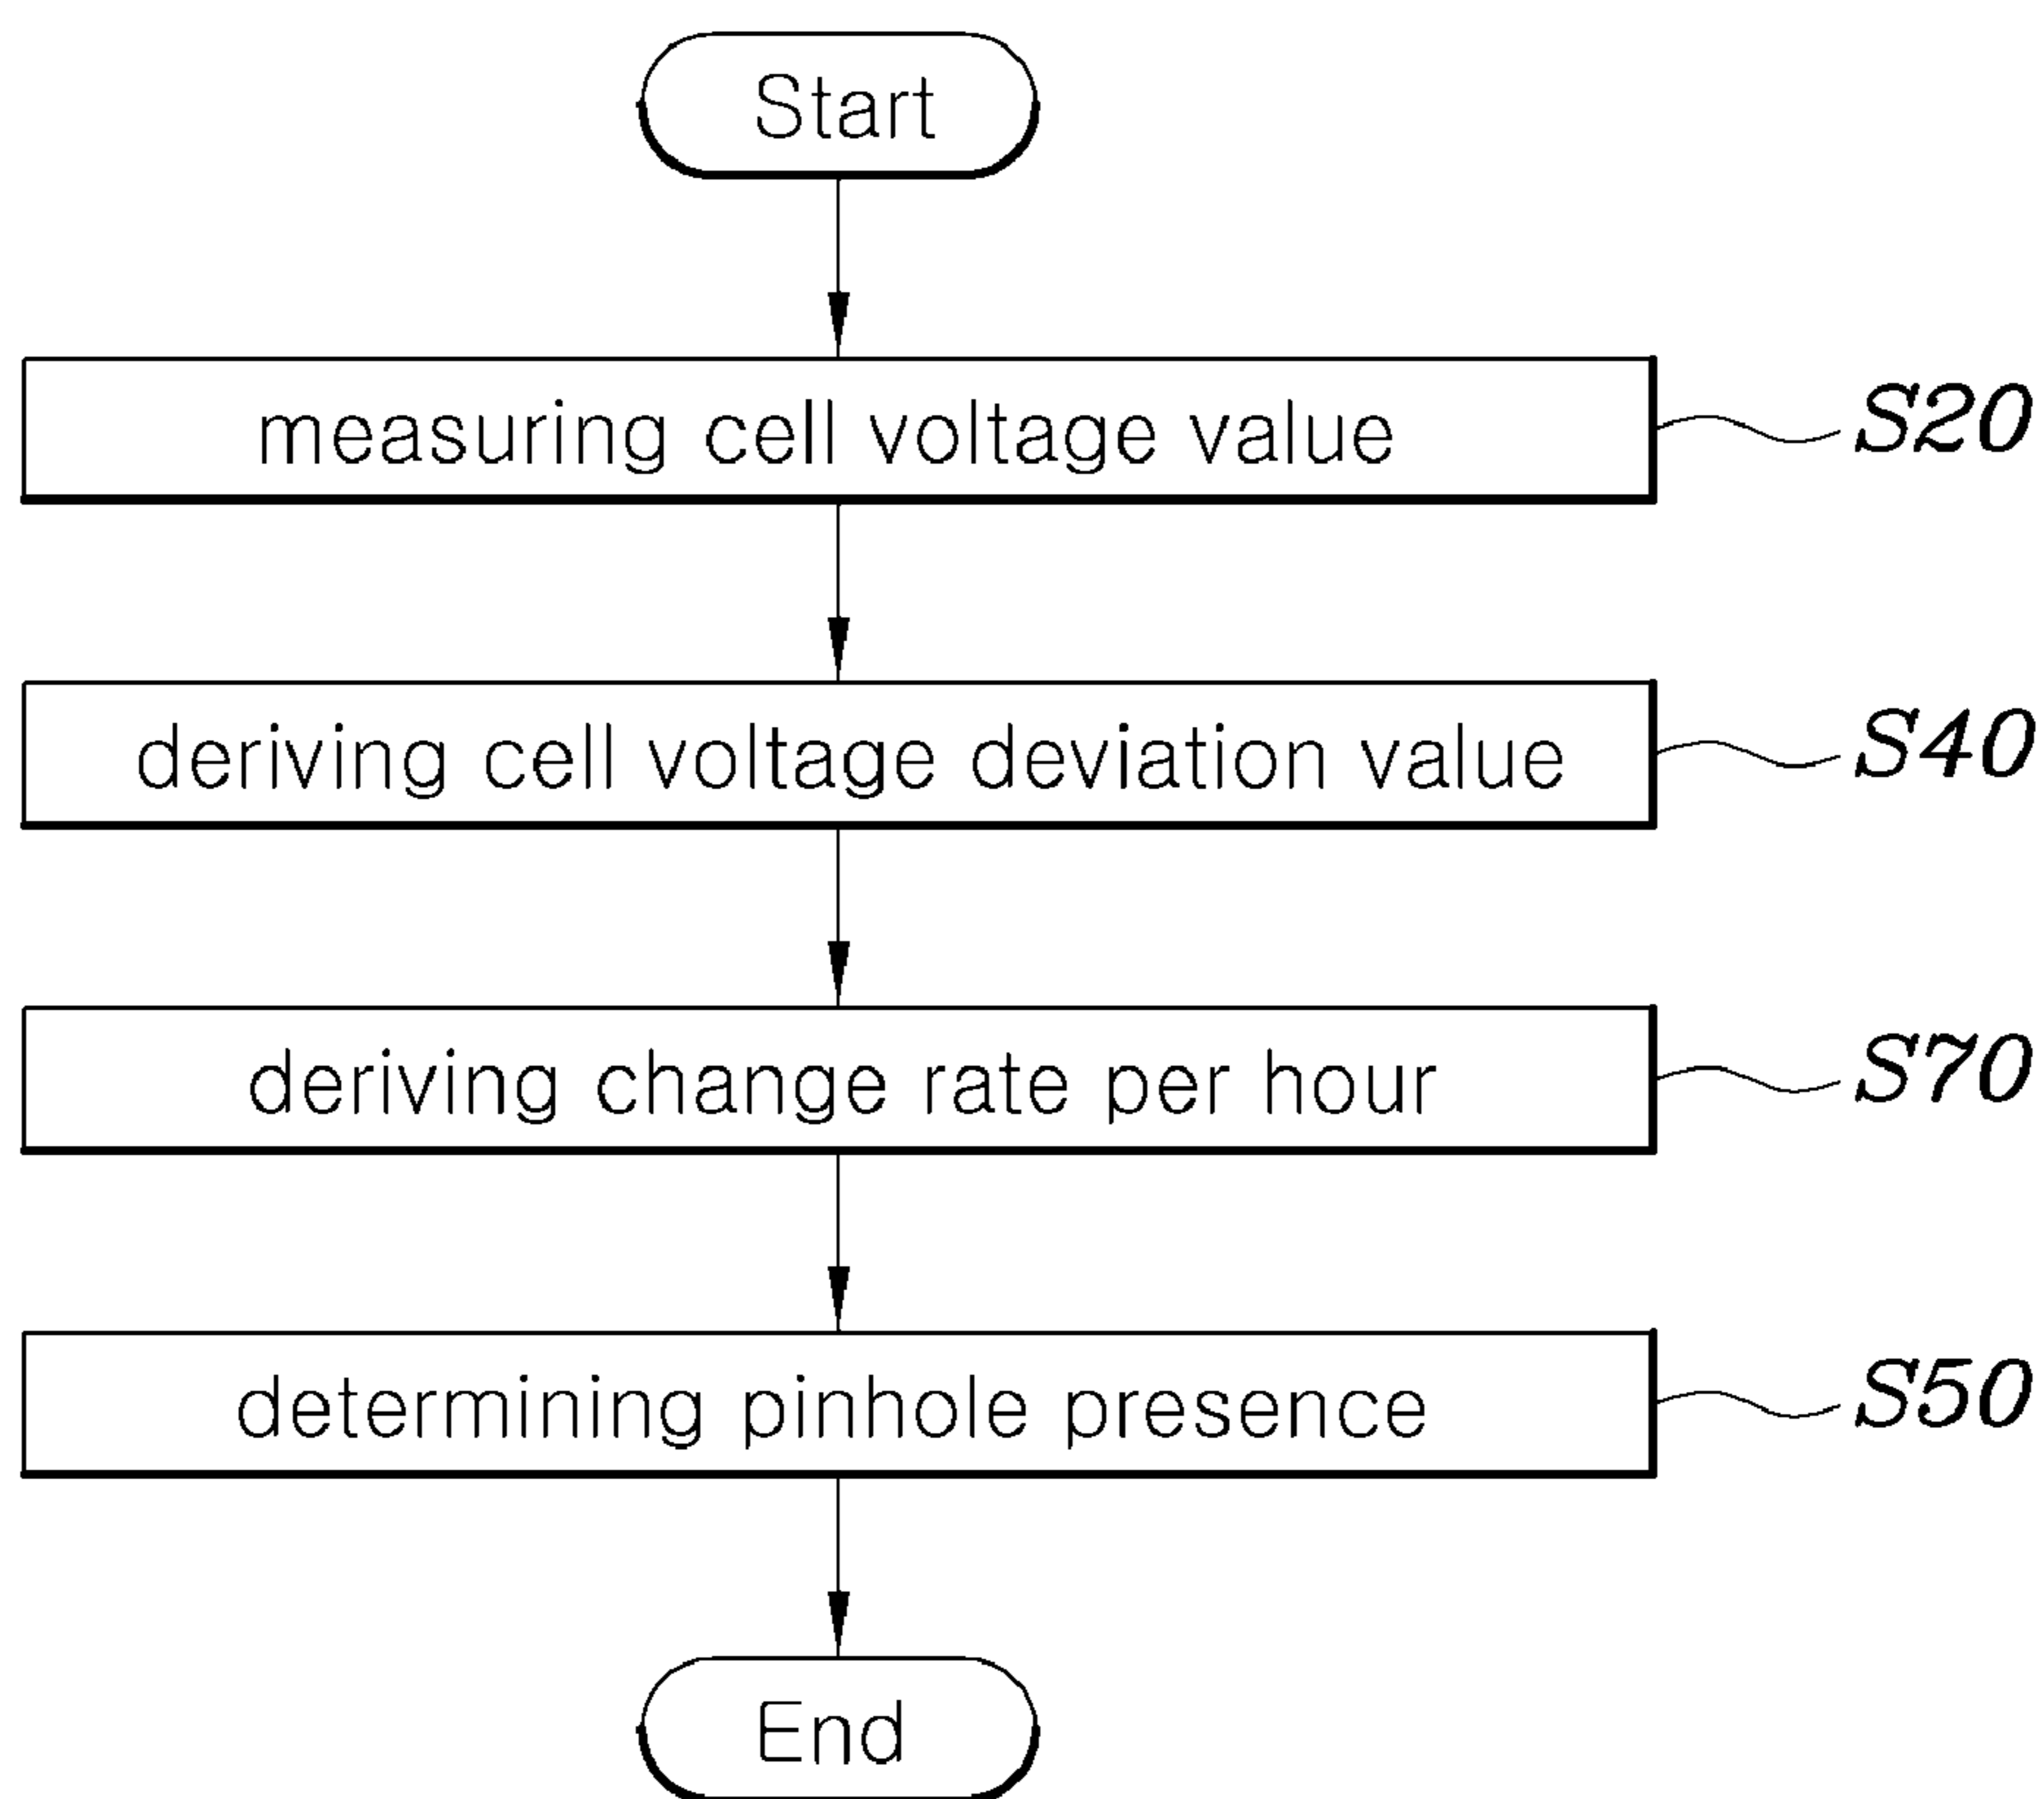 Start
measuring cell voltage value
S20
deriving cell voltage deviation value
S40
deriving change rate per hour
S70
determining pinhole presence
S50
End